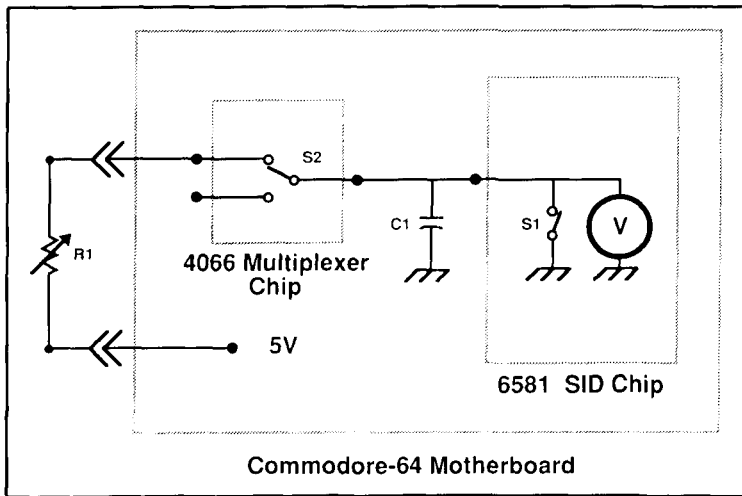 S2
R1
C1
S1
V
4066 Multiplexer
Chip
5V
6581 SID Chip
Commodore-64 Motherboard